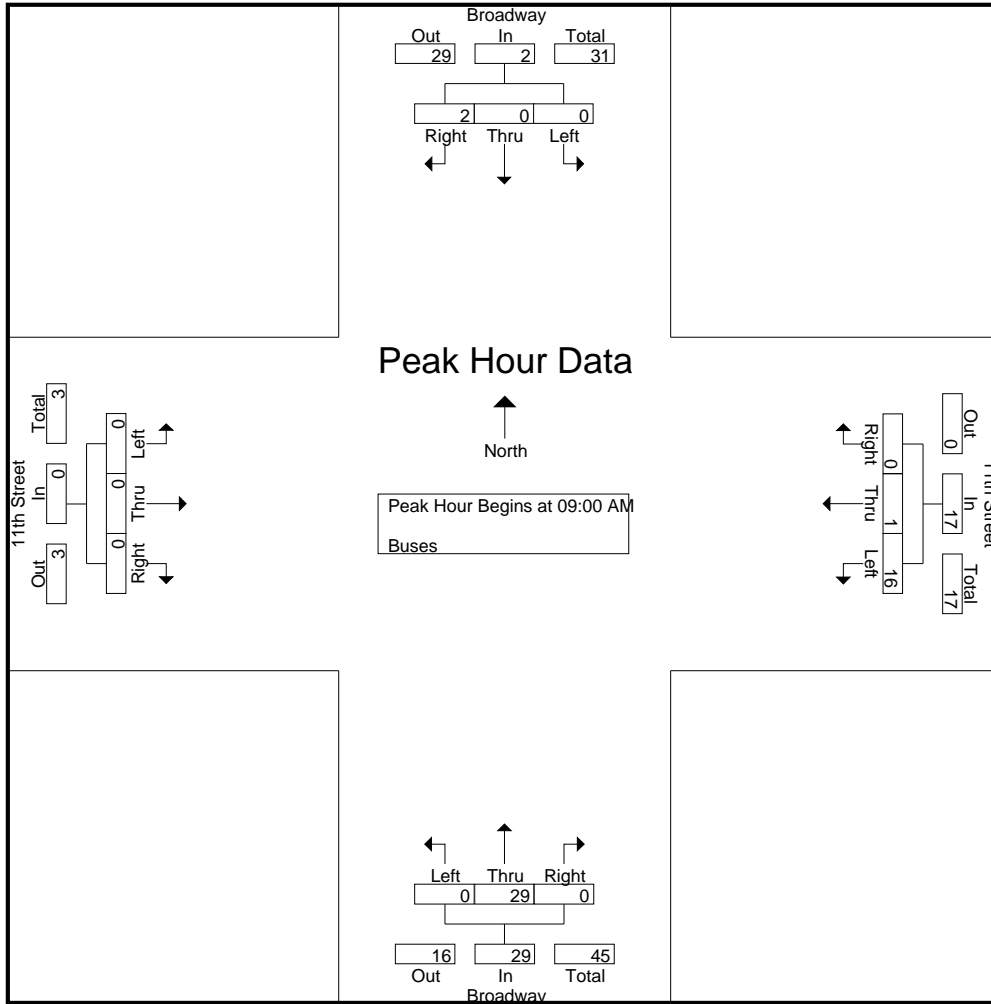 Broadway
Out In Total
29 2 31
2 0 0
Right Thru Left
Peak Hour Data
North
Peak Hour Begins at 09:00 AM
Buses
11th Street
Total In Out
3 0 3
0 0 0
Left Thru Right
Right Thru Left
0 1 16
Out In Total
0 17 17
11th Street
Left Thru Right
0 29 0
16 29 45
Out In Total
Broadway